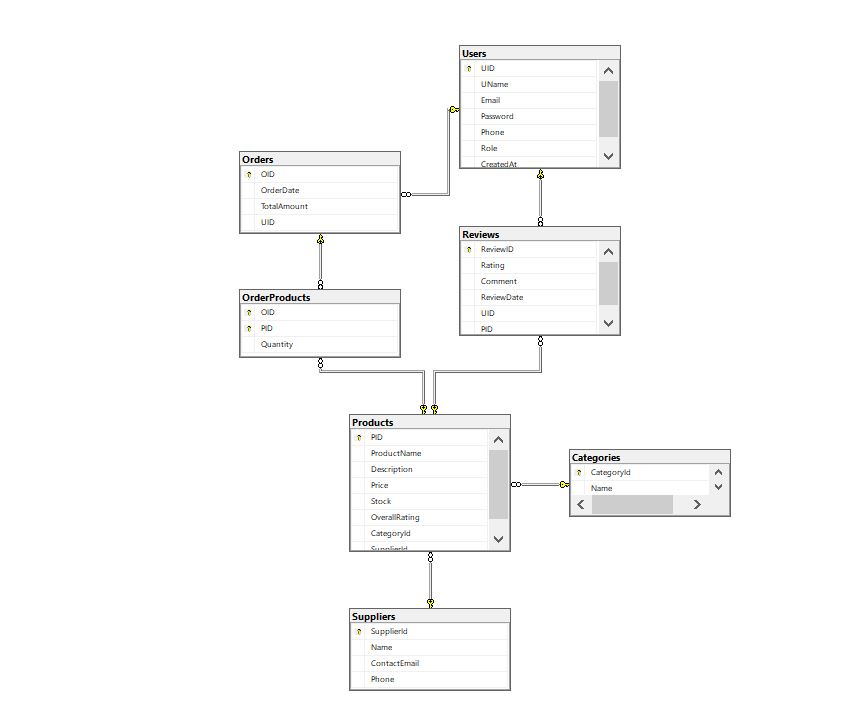 Users
UID
UName
Email
Password
Phone
Role
CreatedAt
Orders
OID
OrderDate
TotalAmount
UID
Reviews
ReviewID
Rating
Comment
ReviewDate
UID
PID
OrderProducts
OID
PID
Quantity
Products
PID
ProductName
Description
Price
Stock
OverallRating
CategoryId
SupplierId
Categories
CategoryId
Name
Suppliers
SupplierId
Name
ContactEmail
Phone